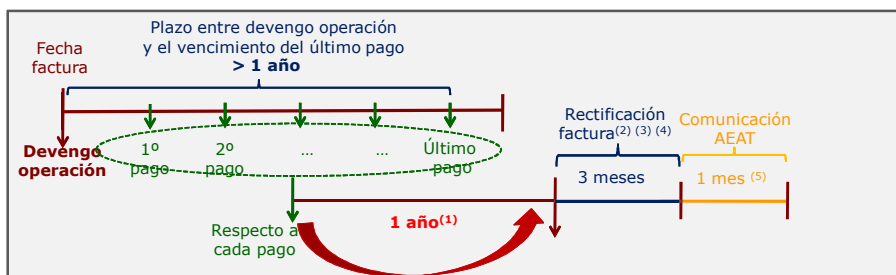 Plazo entre devengo operación
y el vencimiento del último pago
> 1 año
Fecha
factura
Devengo
operación
1º
pago
2º
pago
...
...
Último
pago
Rectificación
factura(2) (3) (4)
3 meses
Comunicación
AEAT
1 mes (5)
1 año(1)
Respecto a
cada pago